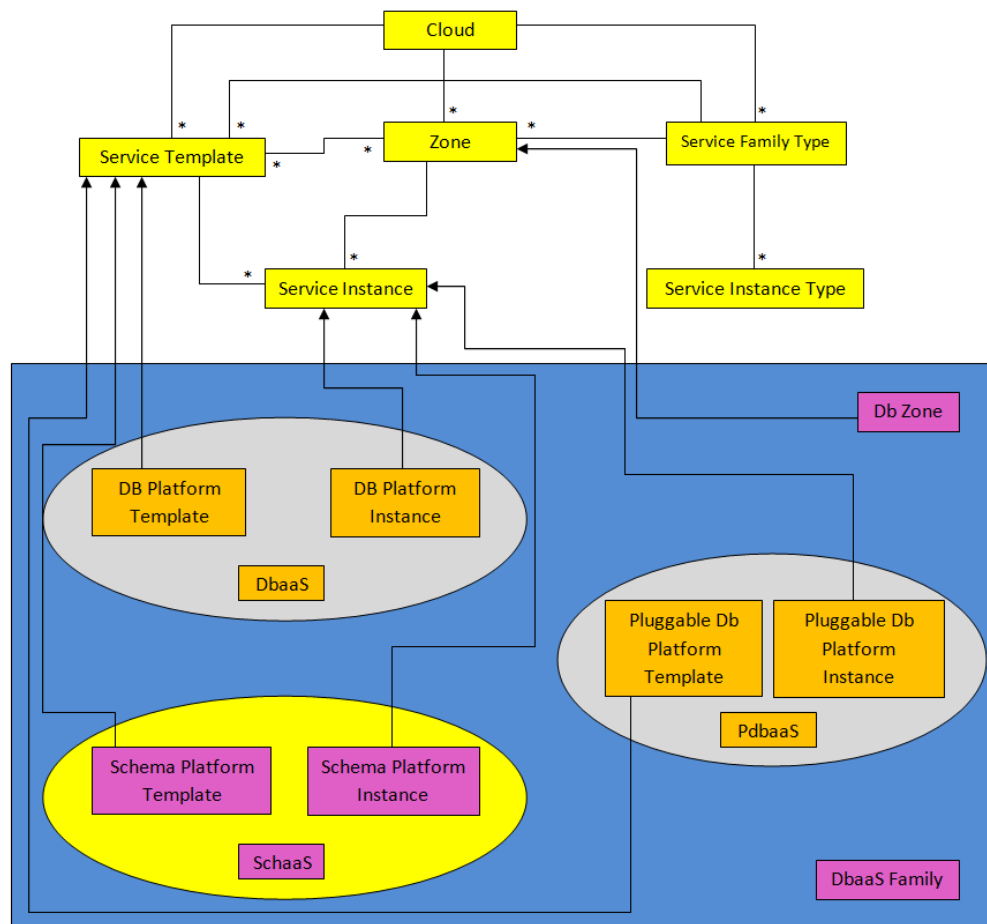 Cloud
*
*
*
*
Service Template
*
*
Zone
*
Service Family Type
*
*
Service Instance
*
Service Instance Type
Db Zone
DB Platform
Template
DB Platform
Instance
DbaaS
Pluggable Db
Platform
Template
Pluggable Db
Platform
Instance
PdbaaS
Schema Platform
Template
Schema Platform
Instance
SchaaS
DbaaS Family